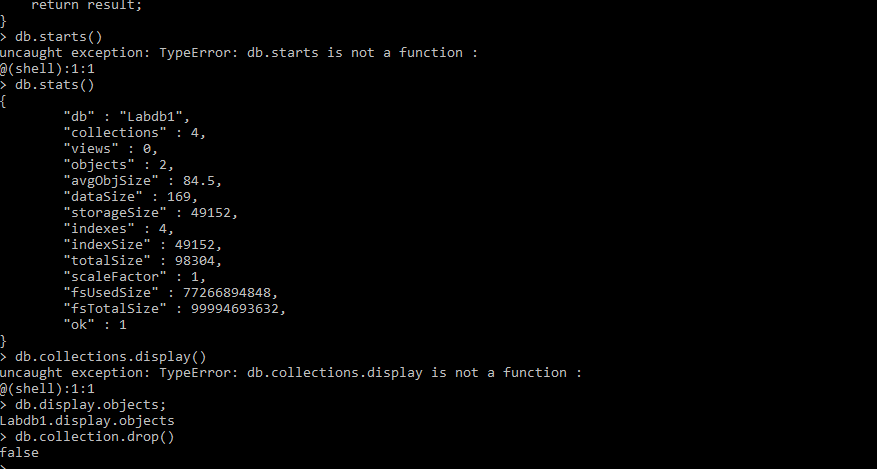 return result;
}
> db.starts()
uncaught exception: TypeError: db.starts is not a function :
@(shell):1:1
> db.stats()
{
        "db" : "Labdb1",
        "collections" : 4,
        "views" : 0,
        "objects" : 2,
        "avgObjSize" : 84.5,
        "dataSize" : 169,
        "storageSize" : 49152,
        "indexes" : 4,
        "indexSize" : 49152,
        "totalSize" : 98304,
        "scaleFactor" : 1,
        "fsUsedSize" : 77266894848,
        "fsTotalSize" : 99994693632,
        "ok" : 1
}
> db.collections.display()
uncaught exception: TypeError: db.collections.display is not a function :
@(shell):1:1
> db.display.objects;
Labdb1.display.objects
> db.collection.drop()
false
>